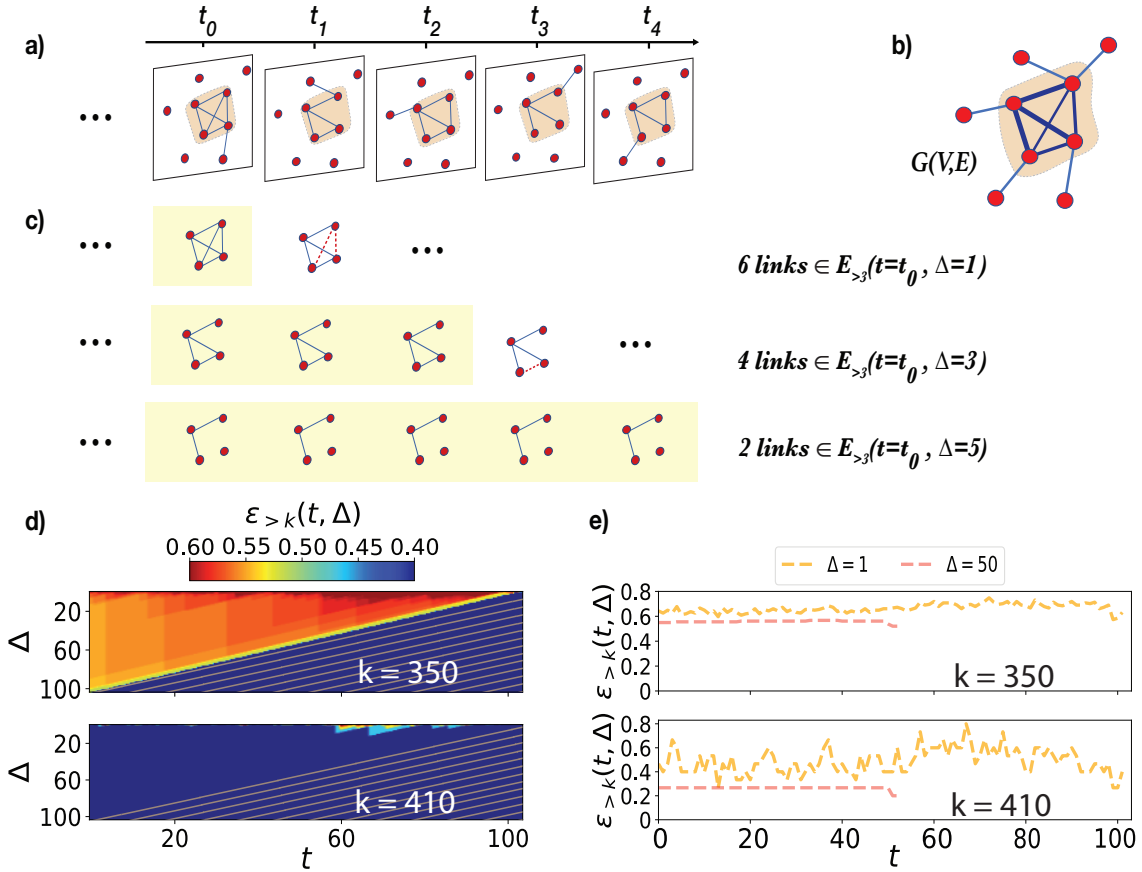 a)
t₀ t₁ t₂ t₃ t₄
•••
b)
G(V,E)
c)
••• •••
6 links ∈ E>3(t=t₀ , Δ=1)
••• •••
4 links ∈ E>3(t=t₀ , Δ=3)
•••
2 links ∈ E>3(t=t₀ , Δ=5)
d)
ε>k(t, Δ)
0.60 0.55 0.50 0.45 0.40
Δ
20
60
100
k = 350
Δ
20
60
100
k = 410
20 60 100
t
e)
Δ = 1 Δ = 50
ε>k(t, Δ)
0.8
0.6
0.4
0.2
0
k = 350
ε>k(t, Δ)
0.8
0.6
0.4
0.2
0
k = 410
0 20 40 60 80 100
t